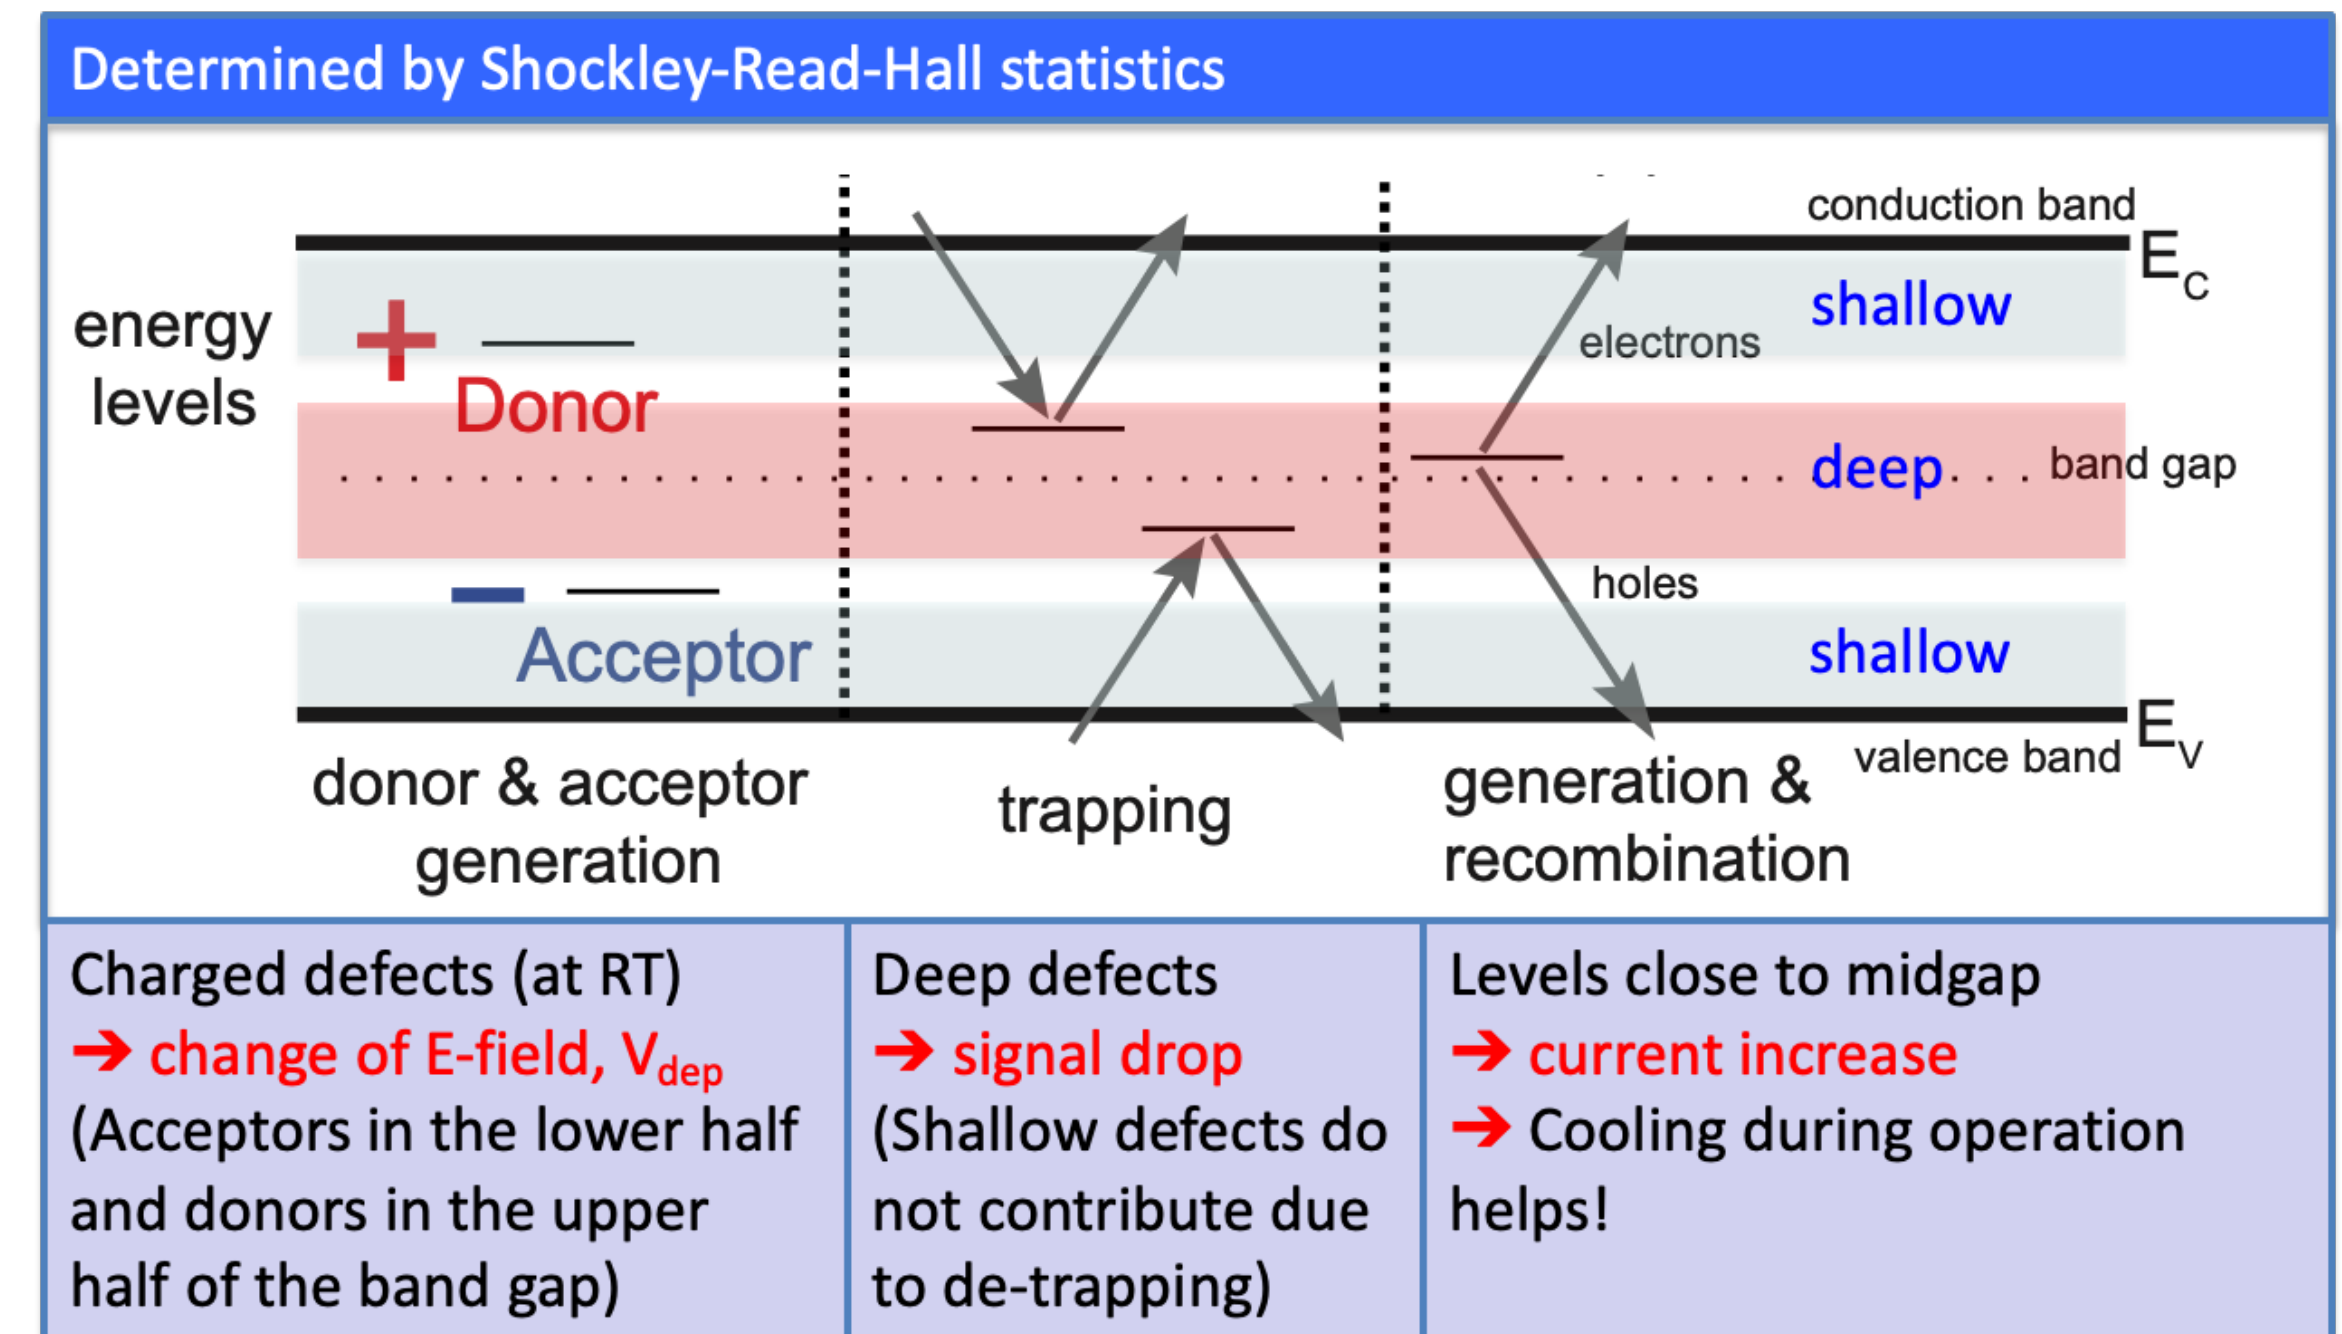 Determined by Shockley-Read-Hall statistics
conduction band
E_C
shallow
energy
levels
+
electrons
Donor
deep
band gap
holes
-
Acceptor
shallow
E_V
valence band
donor & acceptor
generation
trapping
generation &
recombination
Charged defects (at RT)
➔ change of E-field, V_dep
(Acceptors in the lower half
and donors in the upper
half of the band gap)
Deep defects
➔ signal drop
(Shallow defects do
not contribute due
to de-trapping)
Levels close to midgap
➔ current increase
➔ Cooling during operation
helps!